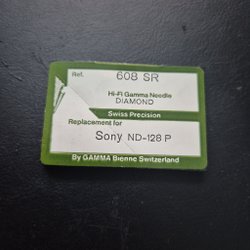 Ref. 608 SR
Hi-Fi Gamma Needle
DIAMOND
Swiss Precision
Replacement for
Sony ND-128 P
By GAMMA Bienne Switzerland